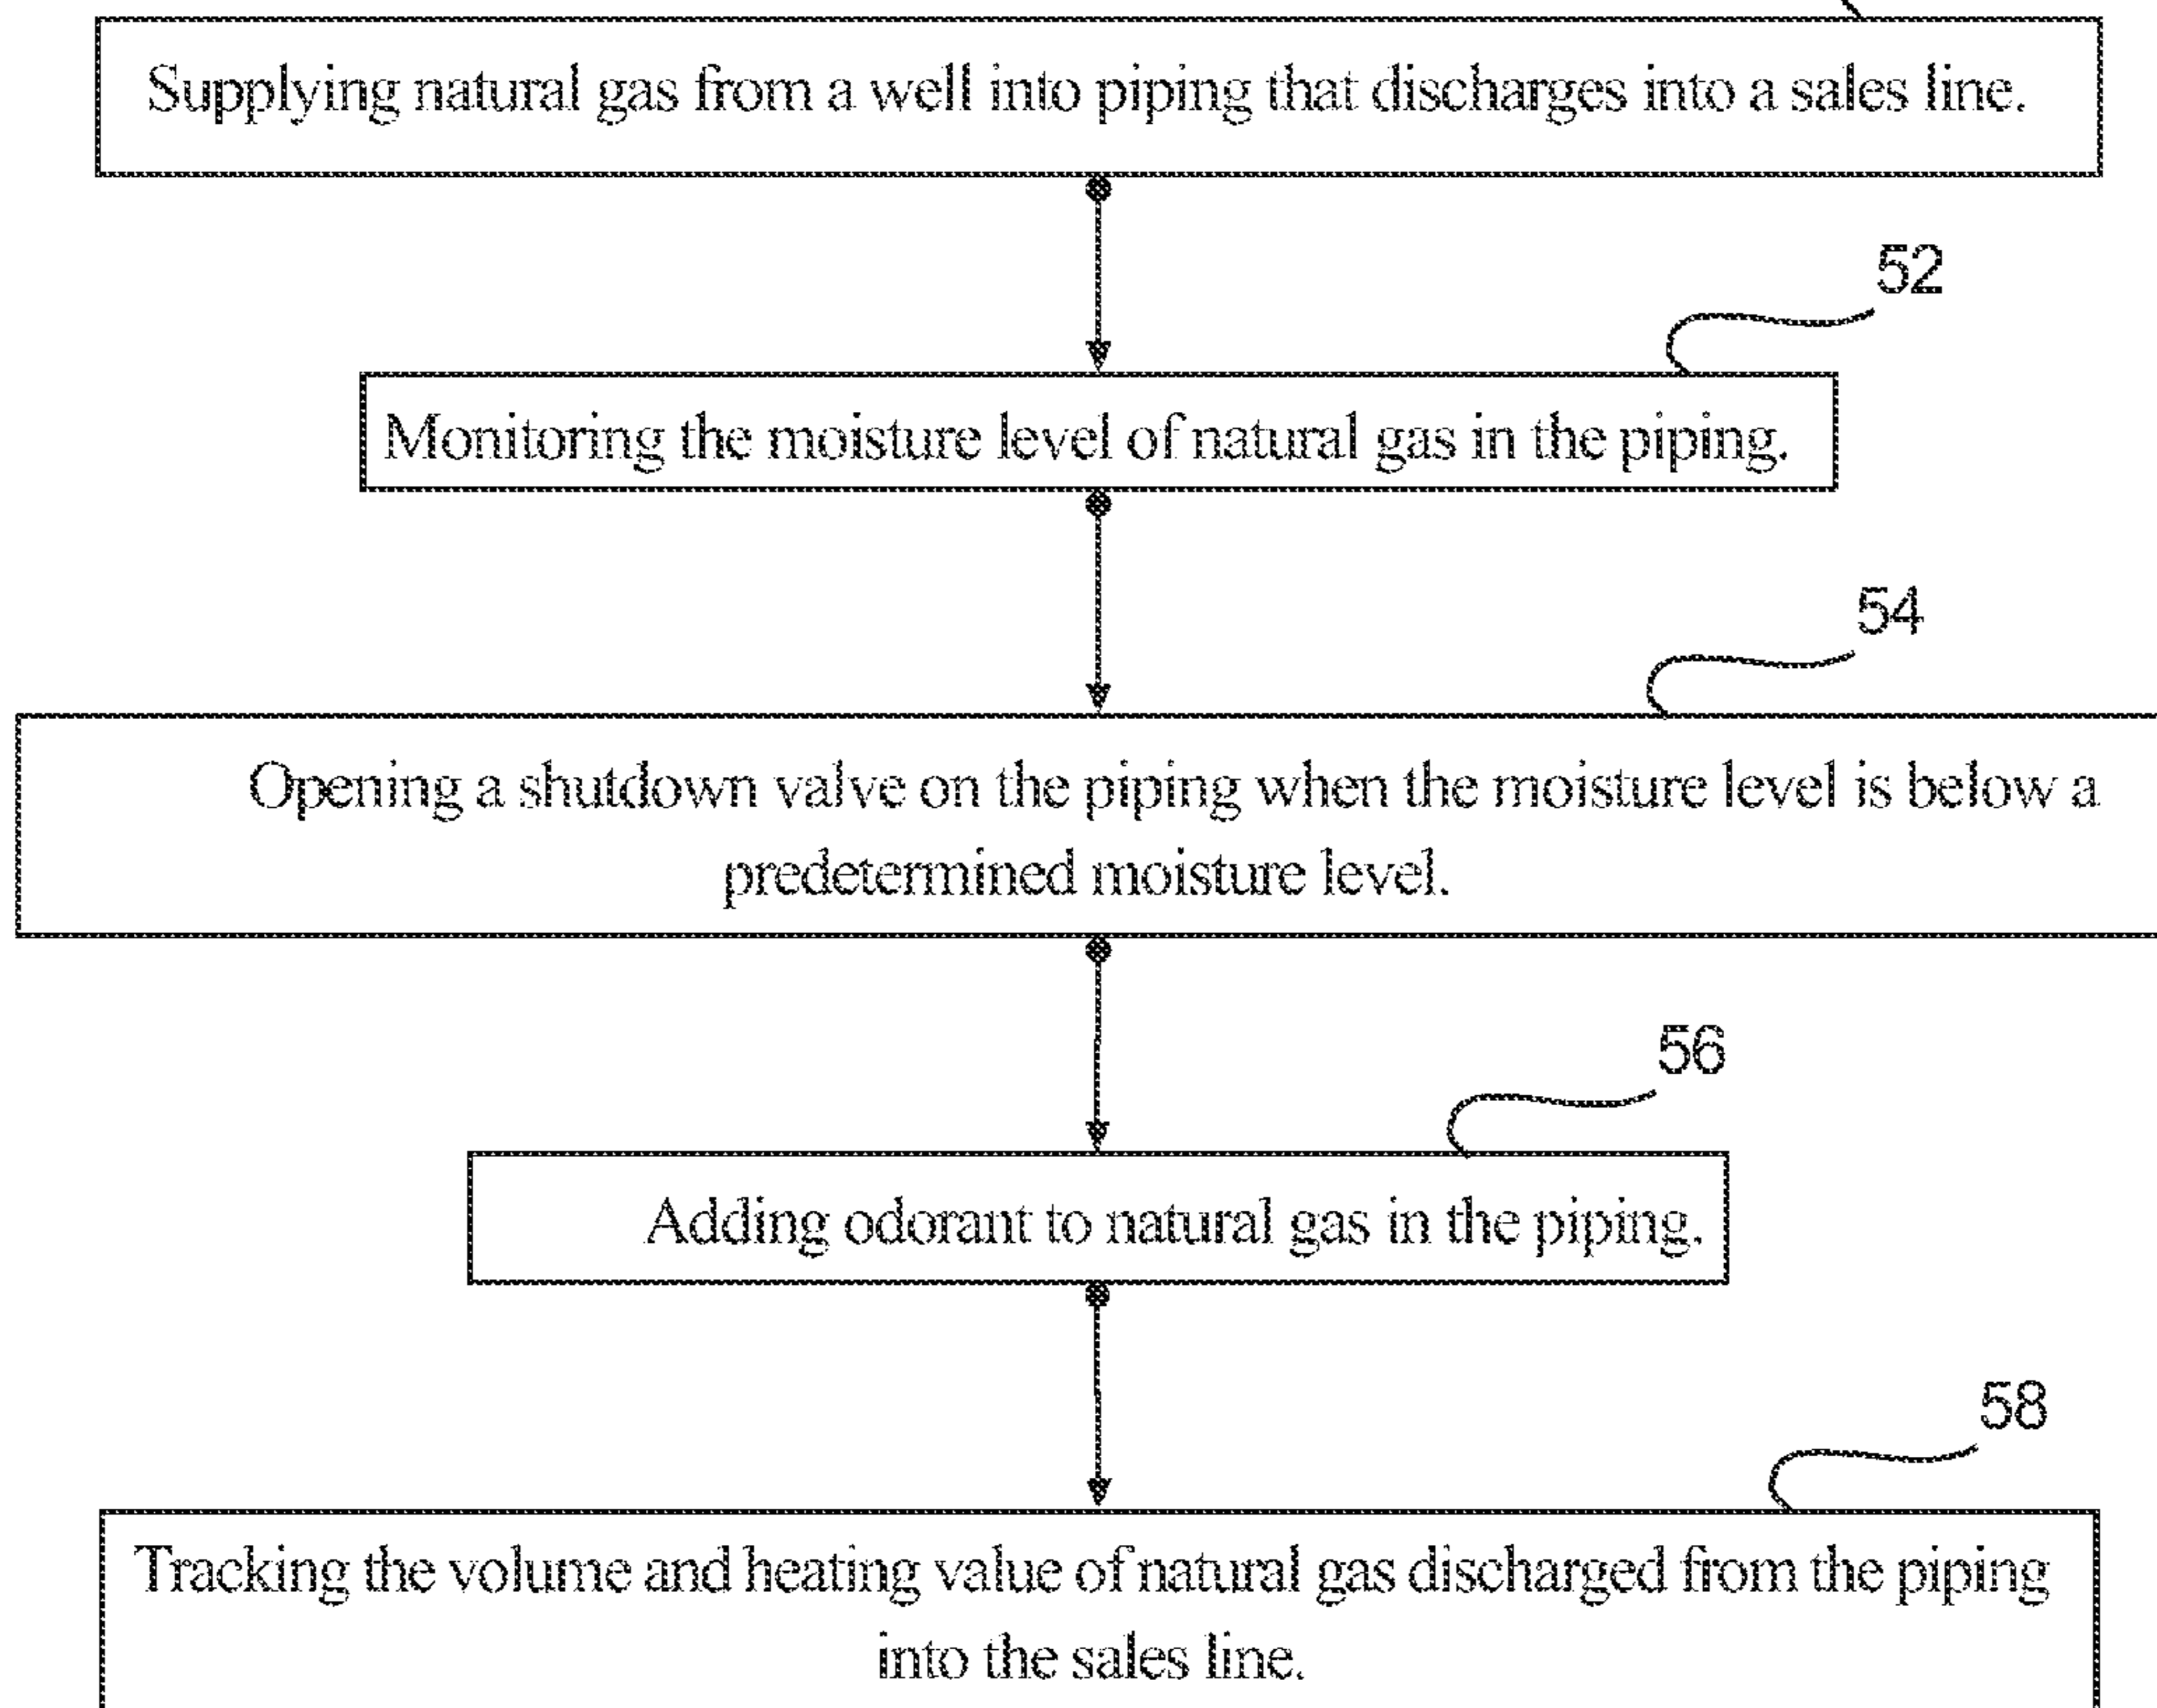 Supplying natural gas from a well into piping that discharges into a sales line.
52
Monitoring the moisture level of natural gas in the piping.
54
Opening a shutdown valve on the piping when the moisture level is below a
predetermined moisture level.
56
Adding odorant to natural gas in the piping.
58
Tracking the volume and heating value of natural gas discharged from the piping
into the sales line.